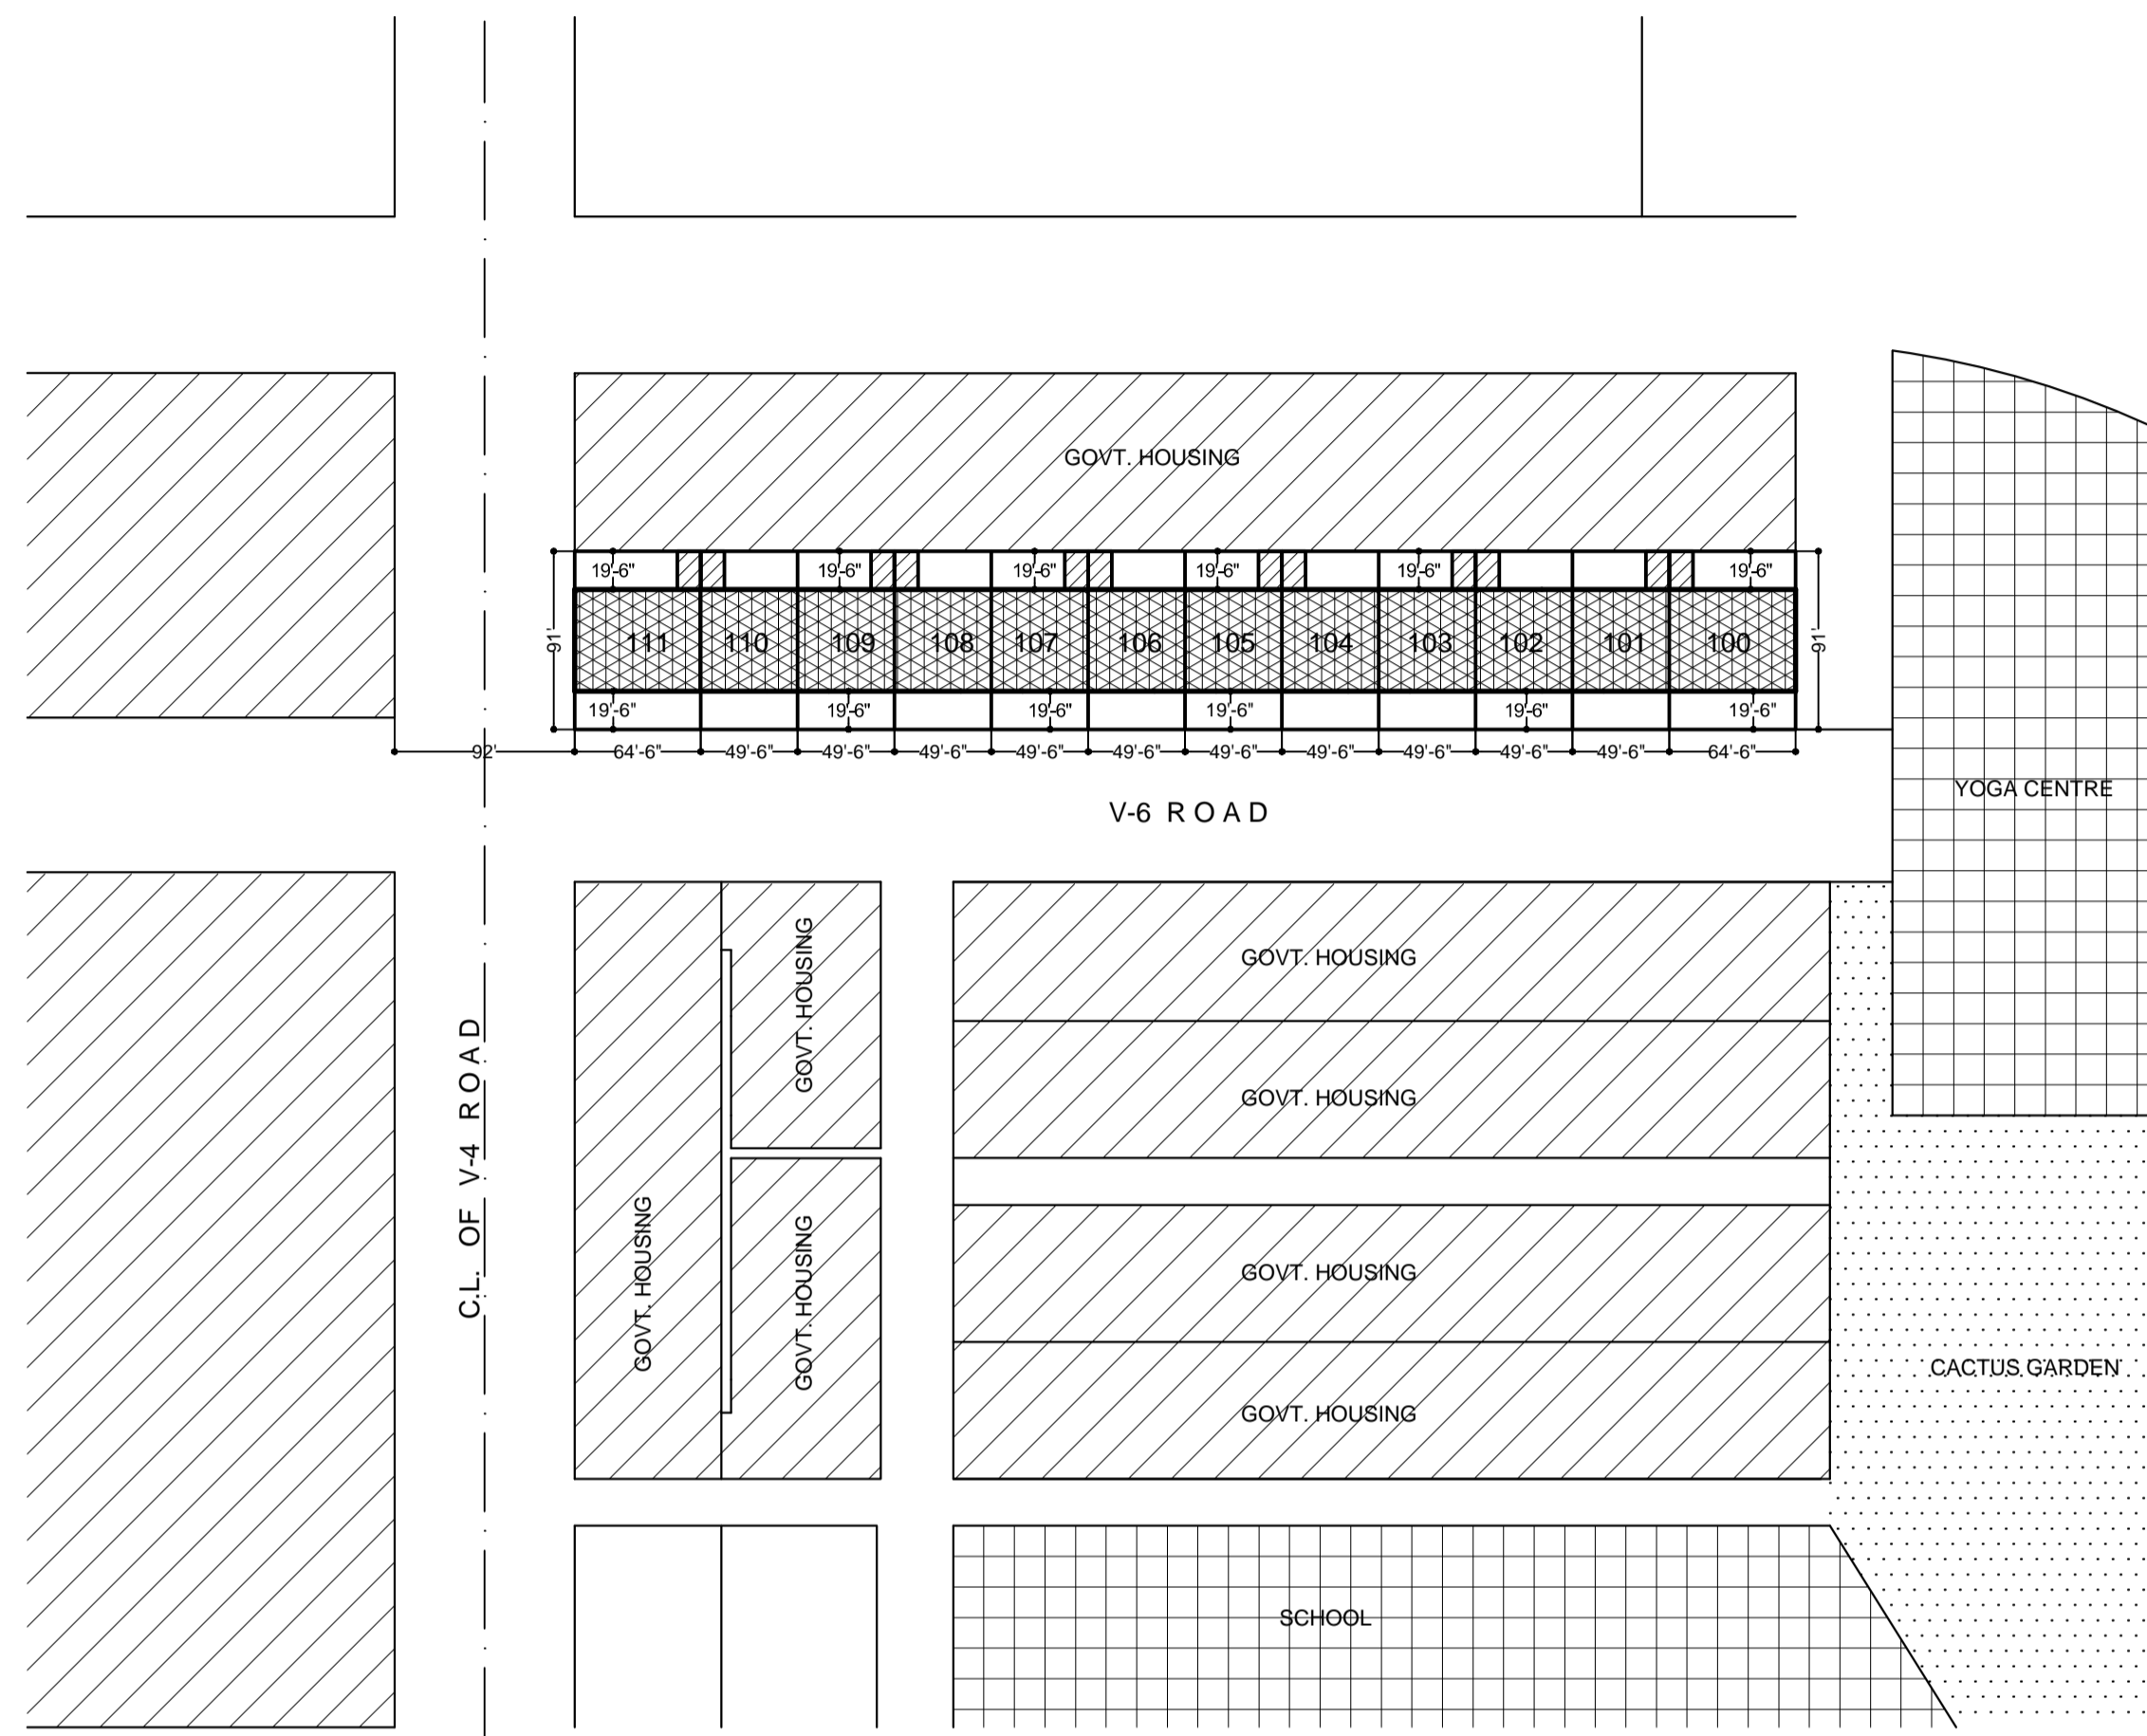 GOVT. HOUSING
19'-6" 19'-6" 19'-6" 19'-6" 19'-6" 19'-6"
91' 111 110 109 108 107 106 105 104 103 102 101 100 91'
19'-6" 19'-6" 19'-6" 19'-6" 19'-6" 19'-6"
92' 64'-6" 49'-6" 49'-6" 49'-6" 49'-6" 49'-6" 49'-6" 49'-6" 49'-6" 49'-6" 49'-6" 64'-6"
YOGA CENTRE
V-6 ROAD
GOVT. HOUSING
GOVT. HOUSING
GOVT. HOUSING
C.L. OF V-4 ROAD
GOVT. HOUSING
GOVT. HOUSING
GOVT. HOUSING
CACTUS GARDEN
GOVT. HOUSING
SCHOOL